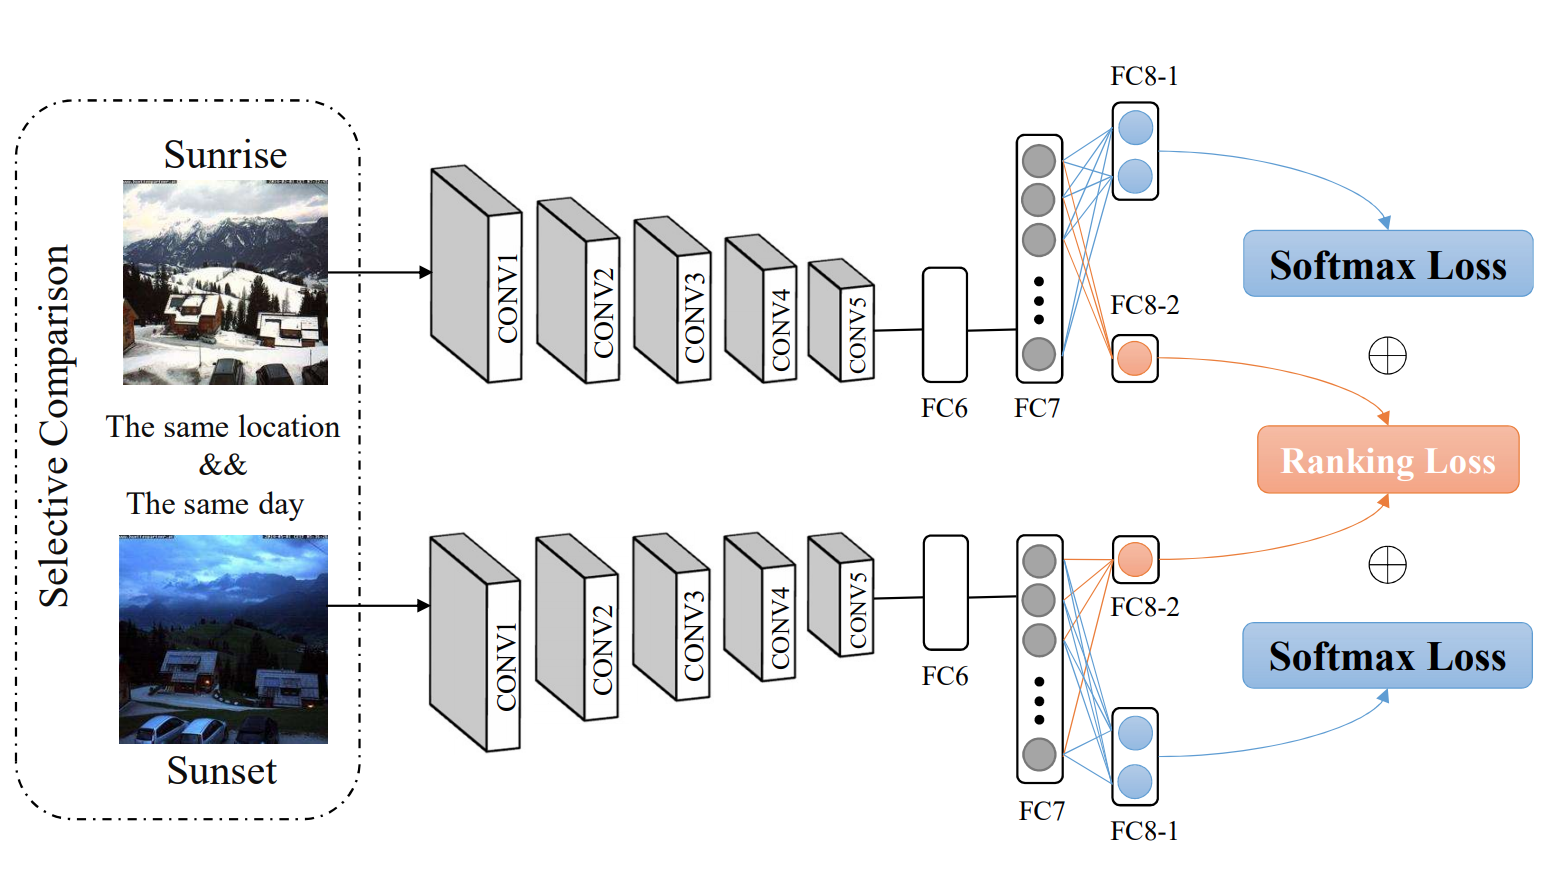 Selective Comparison
Sunrise
The same location
&&
The same day
Sunset
CONV1
CONV2
CONV3
CONV4
CONV5
FC6
FC7
FC8-1
FC8-2
Softmax Loss
Ranking Loss
CONV1
CONV2
CONV3
CONV4
CONV5
FC6
FC7
FC8-2
FC8-1
Softmax Loss